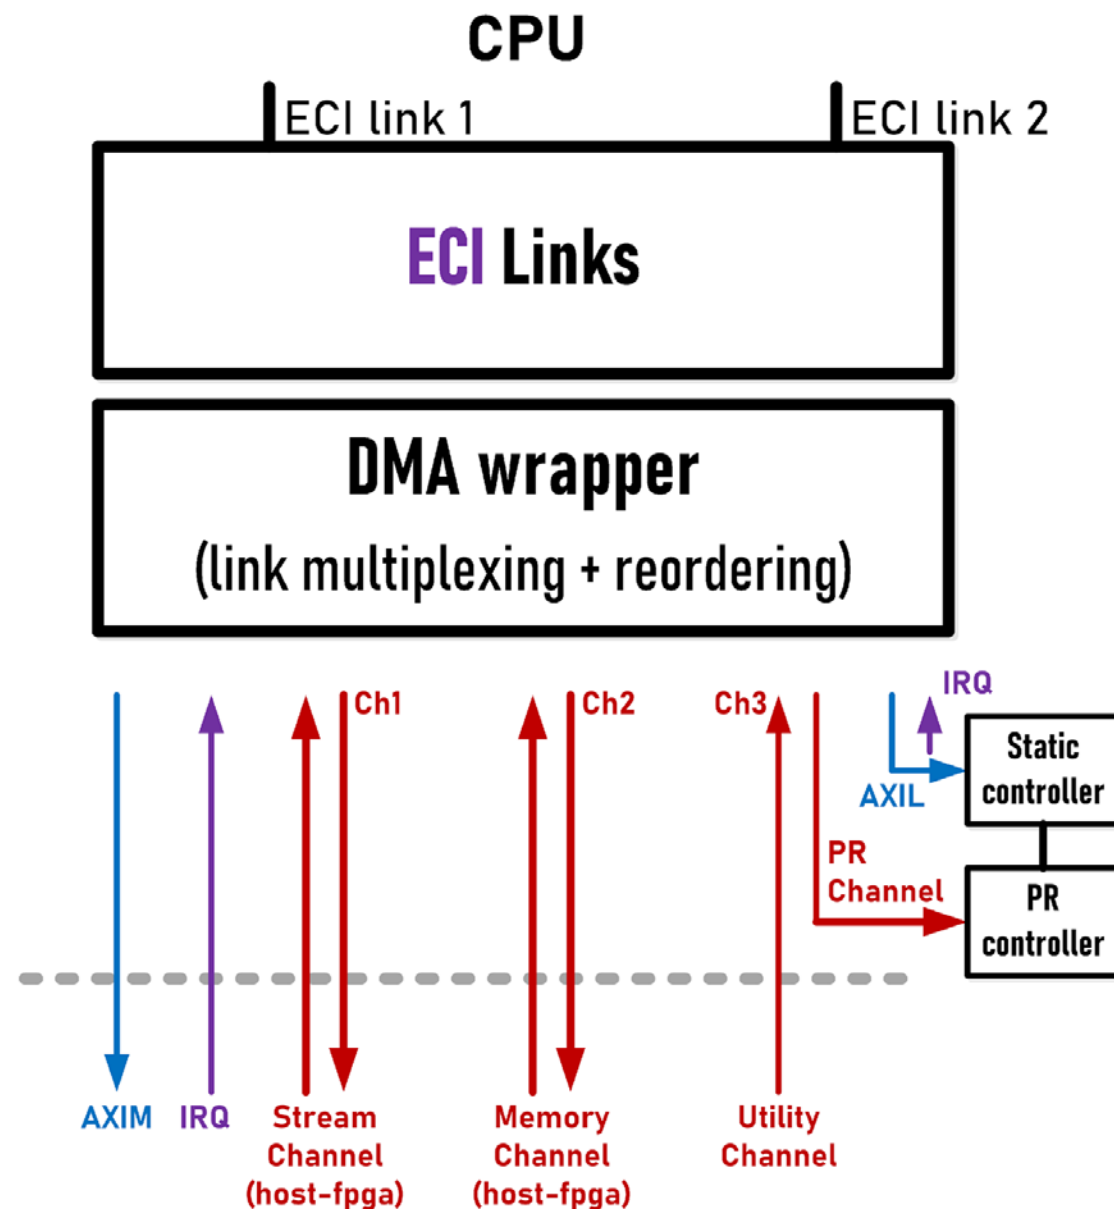 CPU
ECI link 1
ECI link 2
ECI Links
DMA wrapper
(link multiplexing + reordering)
IRQ
Ch1
Ch2
Ch3
Static
controller
AXIL
PR
Channel
PR
controller
AXIM
IRQ
Stream
Channel
(host-fpga)
Memory
Channel
(host-fpga)
Utility
Channel